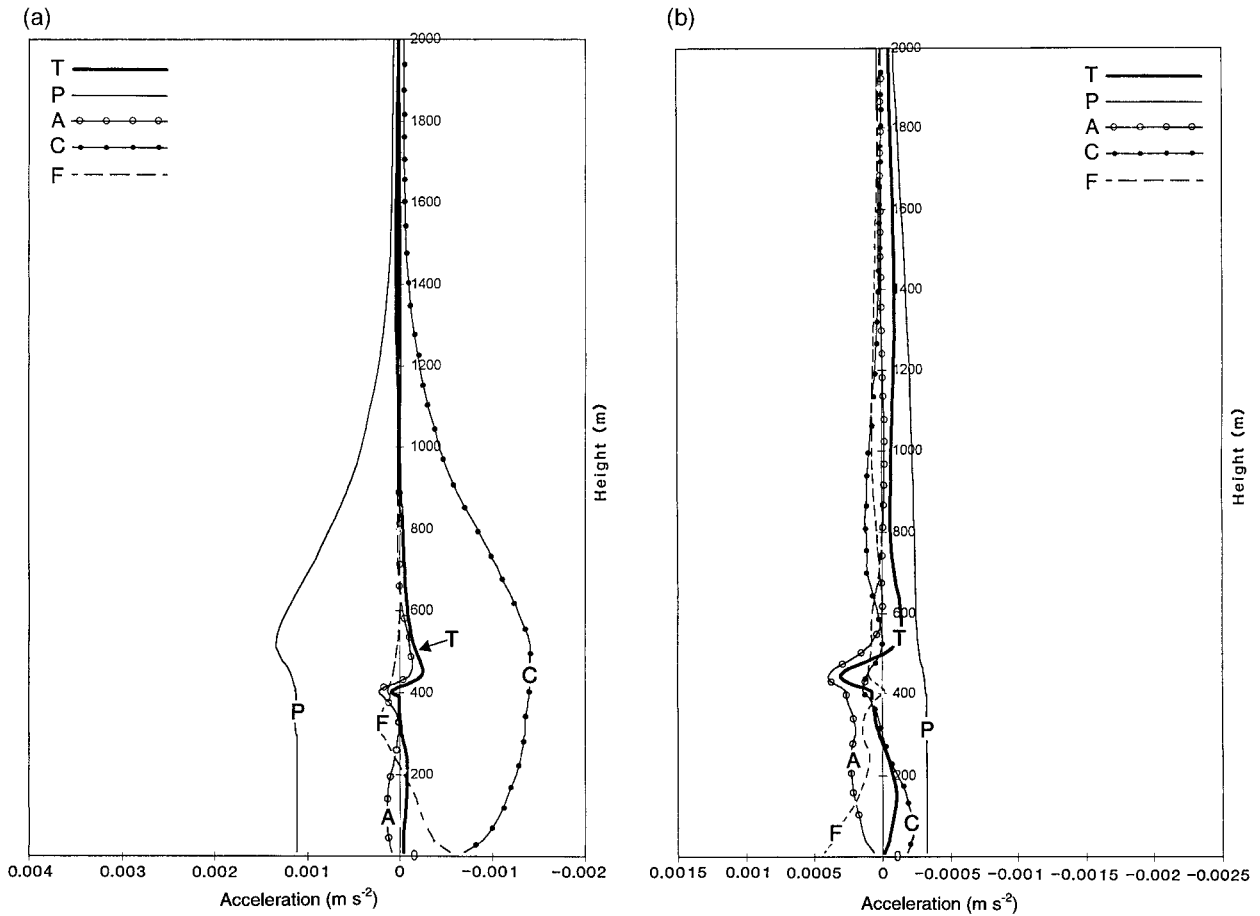 (a)
2000
T
P
A
C
F
1800
1600
1400
1200
1000
800
600
T
C
400
P
F
200
A
0
0.004 0.003 0.002 0.001 0 -0.001 -0.002
Acceleration (m s-2)
Height (m)
(b)
2000
T
P
A
C
F
1800
1600
1400
1200
1000
800
600
T
400
P
A
200
F
C
0
0.0015 0.001 0.0005 0 -0.0005 -0.001 -0.0015 -0.002 -0.0025
Acceleration (m s-2)
Height (m)